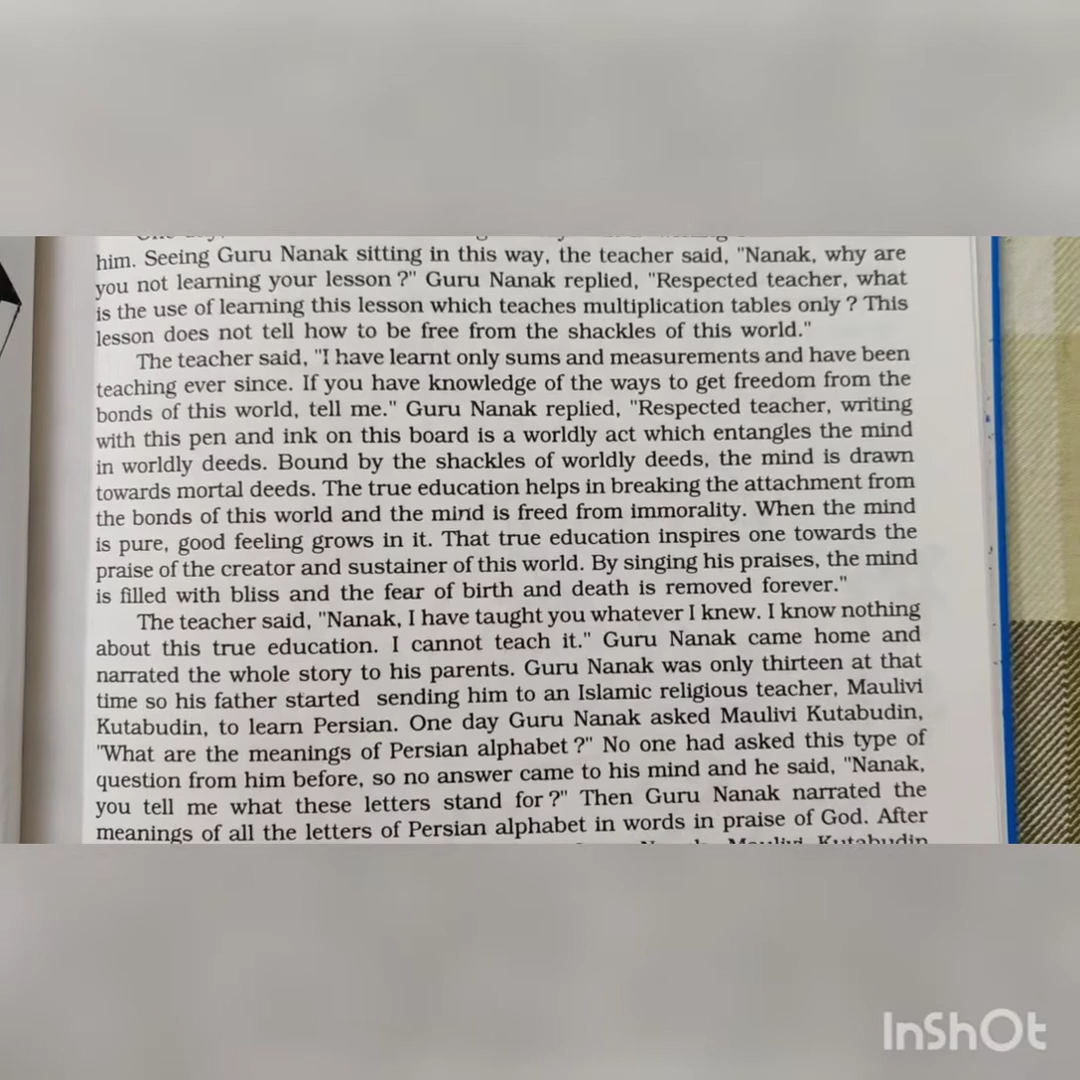 him. Seeing Guru Nanak sitting in this way, the teacher said, "Nanak, why are
you not learning your lesson ?" Guru Nanak replied, "Respected teacher, what
is the use of learning this lesson which teaches multiplication tables only ? This
lesson does not tell how to be free from the shackles of this world."
The teacher said, "I have learnt only sums and measurements and have been
teaching ever since. If you have knowledge of the ways to get freedom from the
bonds of this world, tell me." Guru Nanak replied, "Respected teacher, writing
with this pen and ink on this board is a worldly act which entangles the mind
in worldly deeds. Bound by the shackles of worldly deeds, the mind is drawn
towards mortal deeds. The true education helps in breaking the attachment from
the bonds of this world and the mind is freed from immorality. When the mind
is pure, good feeling grows in it. That true education inspires one towards the
praise of the creator and sustainer of this world. By singing his praises, the mind
is filled with bliss and the fear of birth and death is removed forever."
The teacher said, "Nanak, I have taught you whatever I knew. I know nothing
about this true education. I cannot teach it." Guru Nanak came home and
narrated the whole story to his parents. Guru Nanak was only thirteen at that
time so his father started sending him to an Islamic religious teacher, Maulivi
Kutabudin, to learn Persian. One day Guru Nanak asked Maulivi Kutabudin,
"What are the meanings of Persian alphabet ?" No one had asked this type of
question from him before, so no answer came to his mind and he said, "Nanak,
you tell me what these letters stand for ?" Then Guru Nanak narrated the
meanings of all the letters of Persian alphabet in words in praise of God. After
Maulivi Kutabudin
InShOt